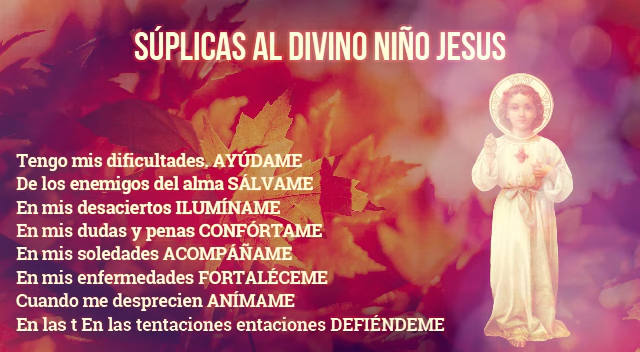 SÚPLICAS AL DIVINO NIÑO JESUS
Tengo mis dificultades. AYÚDAME
De los enemigos del alma SÁLVAME
En mis desaciertos ILUMÍNAME
En mis dudas y penas CONFÓRTAME
En mis soledades ACOMPÁÑAME
En mis enfermedades FORTALÉCEME
Cuando me desprecien ANÍMAME
En las t En las tentaciones entaciones DEFIÉNDEME